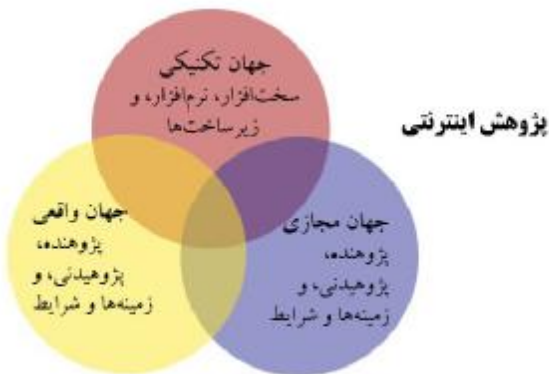 جهان تکنیکی
سخت‌افزار، نرم‌افزار، و
زیرساخت‌ها
پژوهش اینترنتی
جهان مجازی
پژوهنده،
پژوهیدنی، و
زمینه‌ها و شرایط
جهان واقعی
پژوهنده،
پژوهیدنی، و
زمینه‌ها و شرایط